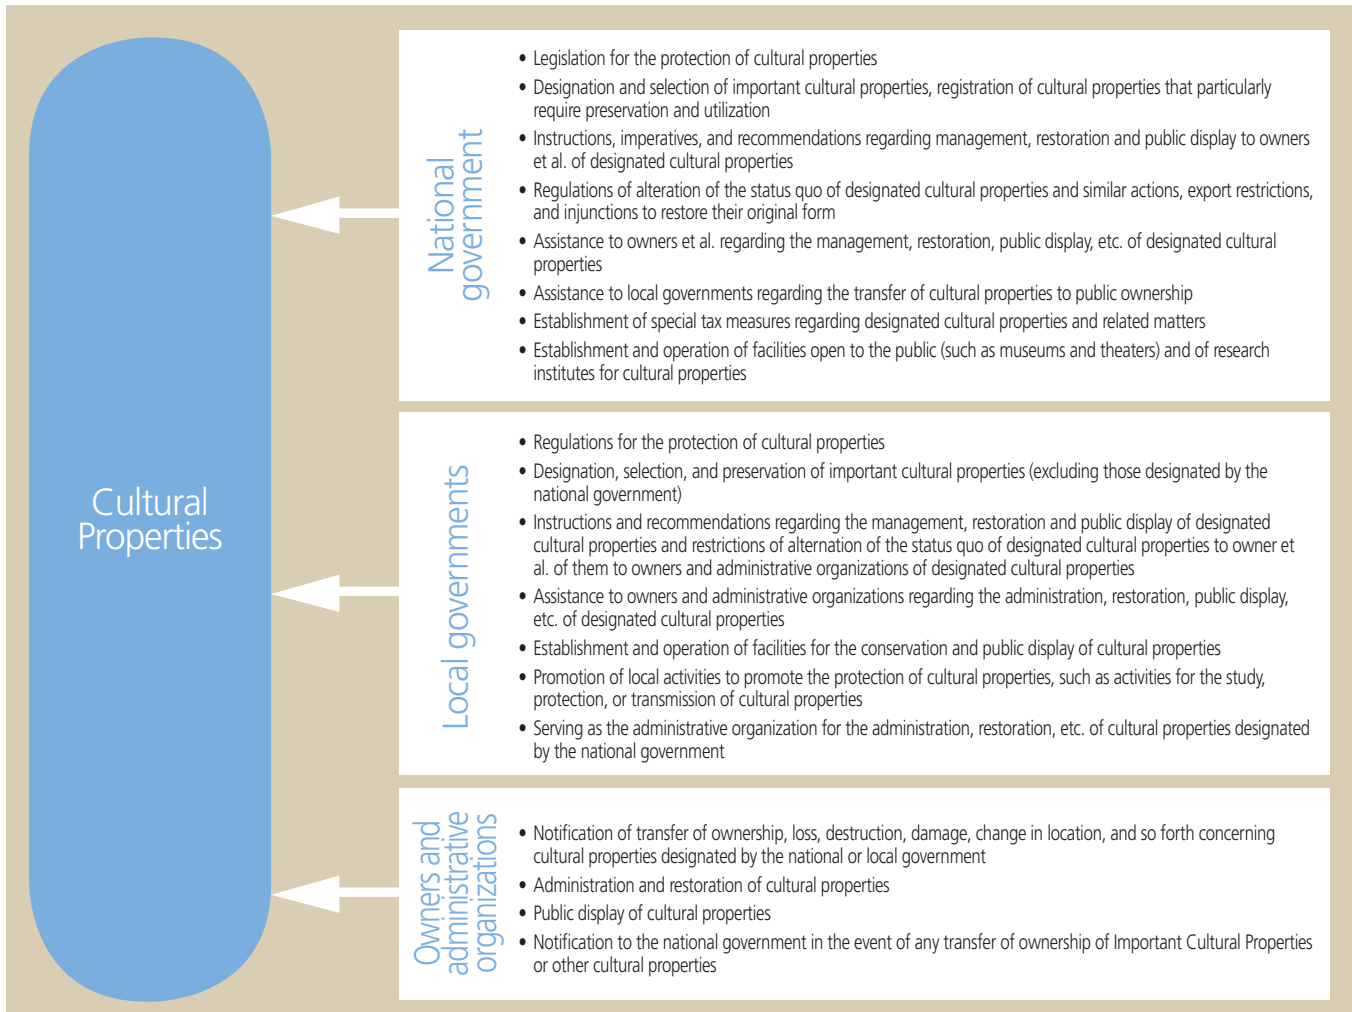 Cultural
Properties
National
government
• Legislation for the protection of cultural properties
• Designation and selection of important cultural properties, registration of cultural properties that particularly
require preservation and utilization
• Instructions, imperatives, and recommendations regarding management, restoration and public display to owners
et al. of designated cultural properties
• Regulations of alteration of the status quo of designated cultural properties and similar actions, export restrictions,
and injunctions to restore their original form
• Assistance to owners et al. regarding the management, restoration, public display, etc. of designated cultural
properties
• Assistance to local governments regarding the transfer of cultural properties to public ownership
• Establishment of special tax measures regarding designated cultural properties and related matters
• Establishment and operation of facilities open to the public (such as museums and theaters) and of research
institutes for cultural properties
Local governments
• Regulations for the protection of cultural properties
• Designation, selection, and preservation of important cultural properties (excluding those designated by the
national government)
• Instructions and recommendations regarding the management, restoration and public display of designated
cultural properties and restrictions of alternation of the status quo of designated cultural properties to owner et
al. of them to owners and administrative organizations of designated cultural properties
• Assistance to owners and administrative organizations regarding the administration, restoration, public display,
etc. of designated cultural properties
• Establishment and operation of facilities for the conservation and public display of cultural properties
• Promotion of local activities to promote the protection of cultural properties, such as activities for the study,
protection, or transmission of cultural properties
• Serving as the administrative organization for the administration, restoration, etc. of cultural properties designated
by the national government
Owners and
administrative
organizations
• Notification of transfer of ownership, loss, destruction, damage, change in location, and so forth concerning
cultural properties designated by the national or local government
• Administration and restoration of cultural properties
• Public display of cultural properties
• Notification to the national government in the event of any transfer of ownership of Important Cultural Properties
or other cultural properties